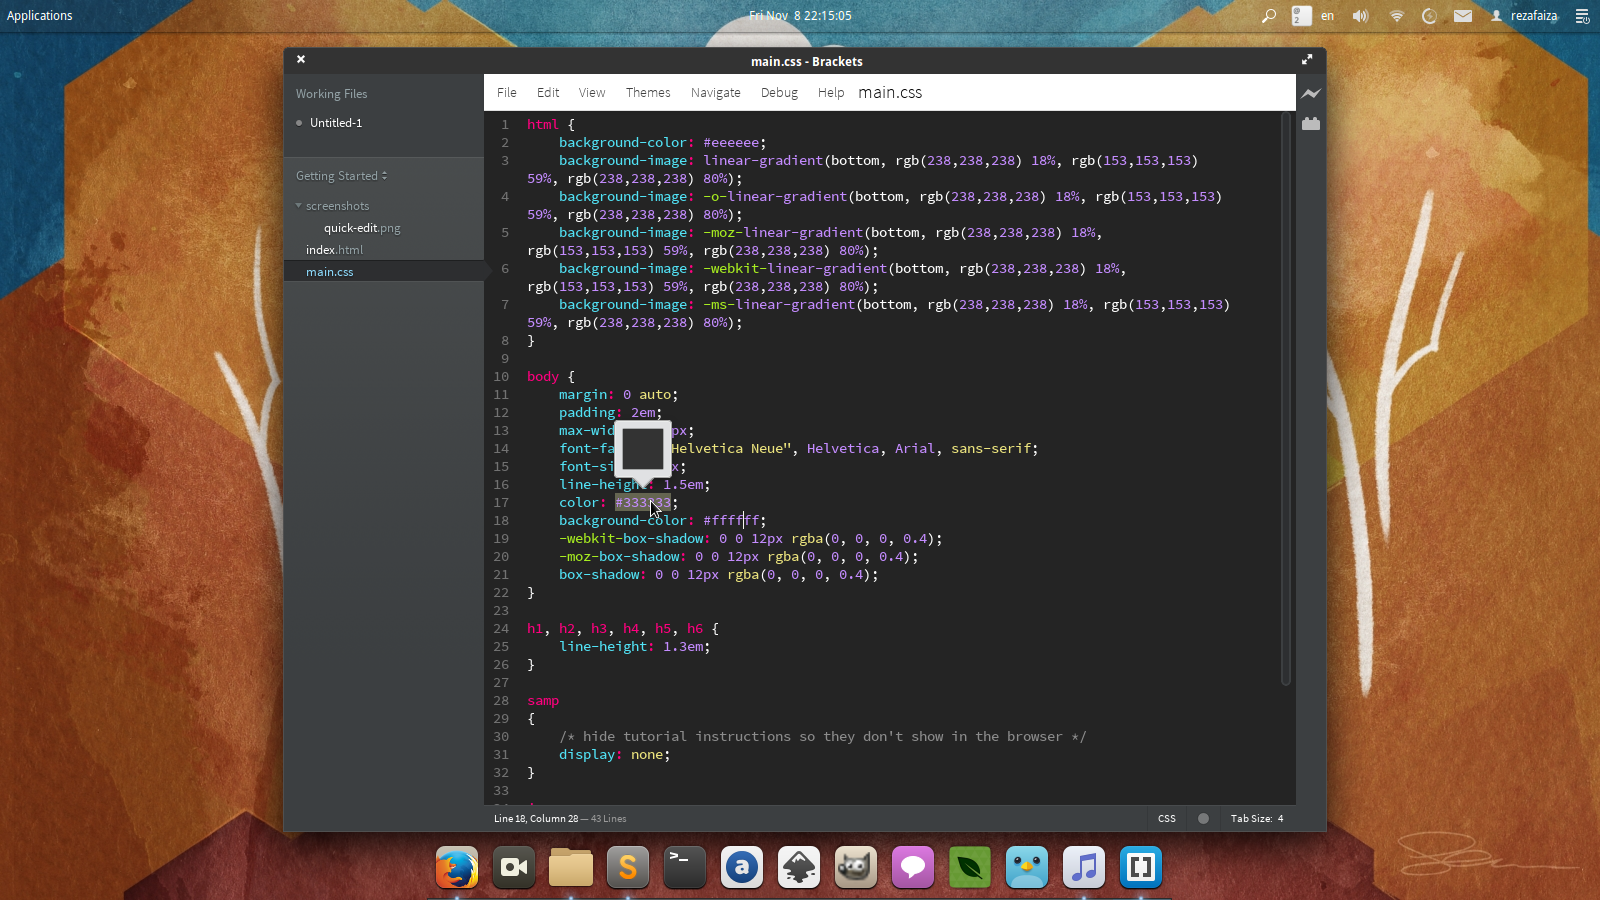 Applications
Fri Nov 8 22:15:05
@
2
en
rezafaiza
main.css - Brackets
Working Files
Untitled-1
Getting Started
screenshots
quick-edit.png
index.html
main.css
File Edit View Themes Navigate Debug Help main.css
1 html {
2 background-color: #eeeeee;
3 background-image: linear-gradient(bottom, rgb(238,238,238) 18%, rgb(153,153,153)
59%, rgb(238,238,238) 80%);
4 background-image: -o-linear-gradient(bottom, rgb(238,238,238) 18%, rgb(153,153,153)
59%, rgb(238,238,238) 80%);
5 background-image: -moz-linear-gradient(bottom, rgb(238,238,238) 18%,
rgb(153,153,153) 59%, rgb(238,238,238) 80%);
6 background-image: -webkit-linear-gradient(bottom, rgb(238,238,238) 18%,
rgb(153,153,153) 59%, rgb(238,238,238) 80%);
7 background-image: -ms-linear-gradient(bottom, rgb(238,238,238) 18%, rgb(153,153,153)
59%, rgb(238,238,238) 80%);
8 }
9
10 body {
11 margin: 0 auto;
12 padding: 2em;
13 max-wid px;
14 font-fa Helvetica Neue", Helvetica, Arial, sans-serif;
15 font-si x;
16 line-height: 1.5em;
17 color: #333333;
18 background-color: #ffffff;
19 -webkit-box-shadow: 0 0 12px rgba(0, 0, 0, 0.4);
20 -moz-box-shadow: 0 0 12px rgba(0, 0, 0, 0.4);
21 box-shadow: 0 0 12px rgba(0, 0, 0, 0.4);
22 }
23
24 h1, h2, h3, h4, h5, h6 {
25 line-height: 1.3em;
26 }
27
28 samp
29 {
30 /* hide tutorial instructions so they don't show in the browser */
31 display: none;
32 }
33
Line 18, Column 28 — 43 Lines
CSS
Tab Size: 4
S
>_
a
[]